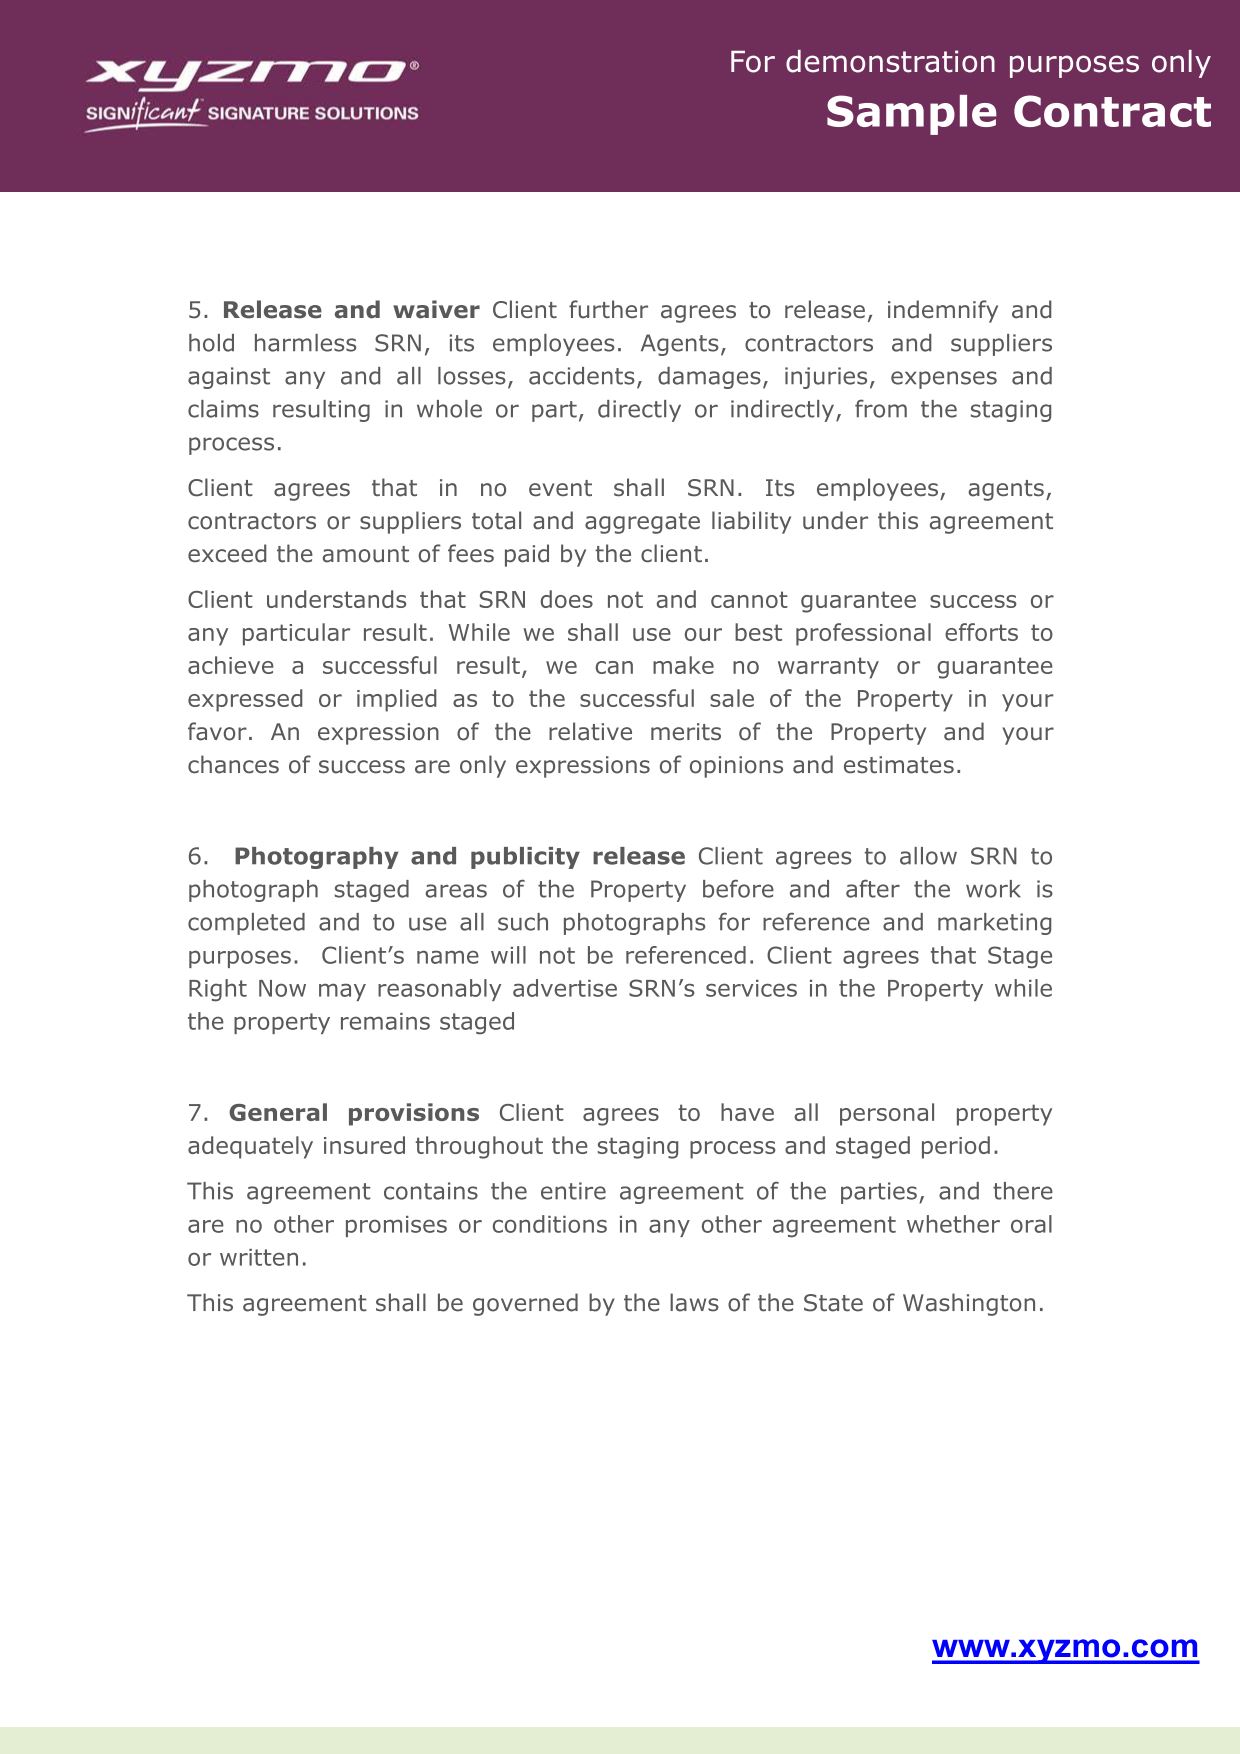 xyzmo®
SIGNificant SIGNATURE SOLUTIONS
For demonstration purposes only
Sample Contract
5. Release and waiver Client further agrees to release, indemnify and
hold harmless SRN, its employees. Agents, contractors and suppliers
against any and all losses, accidents, damages, injuries, expenses and
claims resulting in whole or part, directly or indirectly, from the staging
process.
Client agrees that in no event shall SRN. Its employees, agents,
contractors or suppliers total and aggregate liability under this agreement
exceed the amount of fees paid by the client.
Client understands that SRN does not and cannot guarantee success or
any particular result. While we shall use our best professional efforts to
achieve a successful result, we can make no warranty or guarantee
expressed or implied as to the successful sale of the Property in your
favor. An expression of the relative merits of the Property and your
chances of success are only expressions of opinions and estimates.
6. Photography and publicity release Client agrees to allow SRN to
photograph staged areas of the Property before and after the work is
completed and to use all such photographs for reference and marketing
purposes. Client’s name will not be referenced. Client agrees that Stage
Right Now may reasonably advertise SRN’s services in the Property while
the property remains staged
7. General provisions Client agrees to have all personal property
adequately insured throughout the staging process and staged period.
This agreement contains the entire agreement of the parties, and there
are no other promises or conditions in any other agreement whether oral
or written.
This agreement shall be governed by the laws of the State of Washington.
www.xyzmo.com